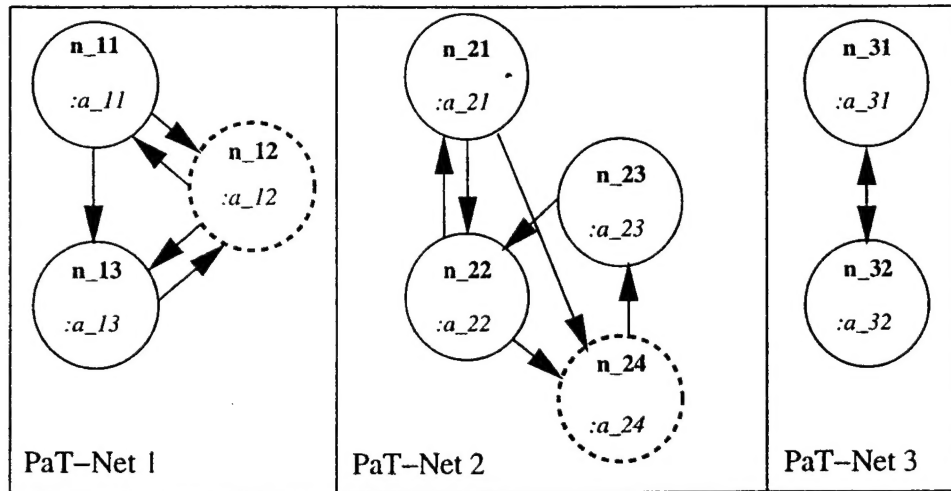 n_11
:a_11
n_12
:a_12
n_13
:a_13
PaT–Net 1
n_21
:a_21
n_23
:a_23
n_22
:a_22
n_24
:a_24
PaT–Net 2
n_31
:a_31
n_32
:a_32
PaT–Net 3